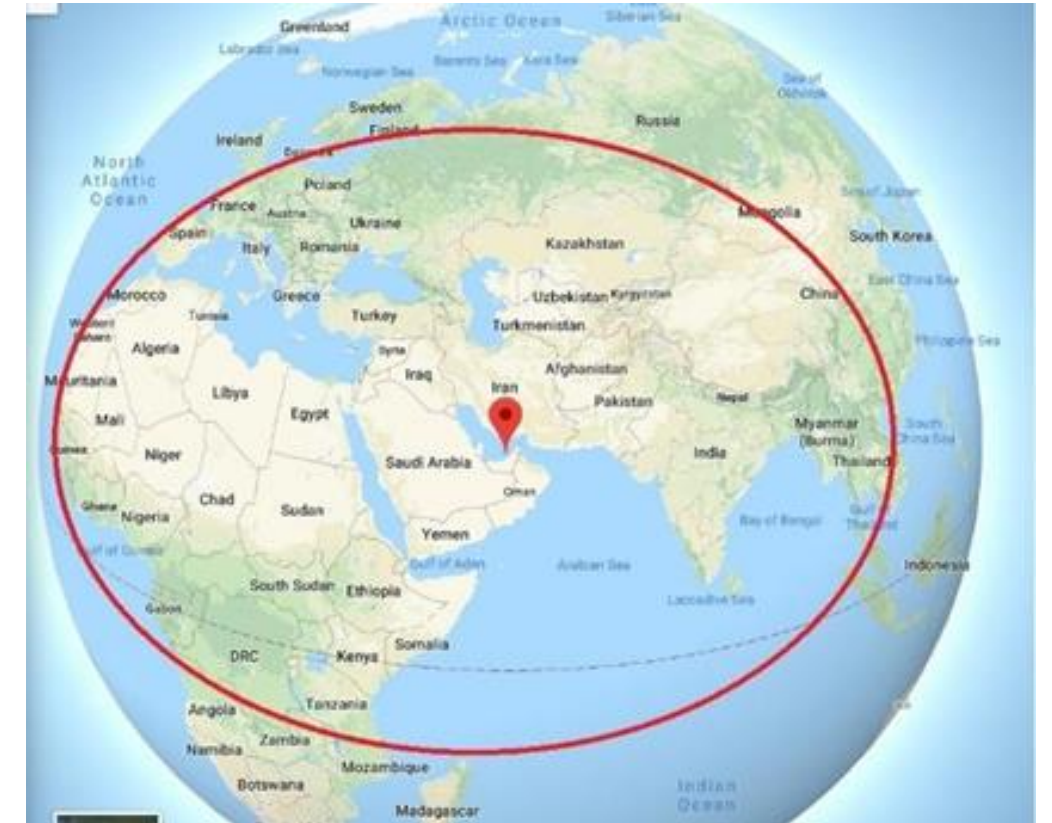 Greenland
Arctic Ocean
Siberian Sea
Labrador Sea
Norwegian Sea
Barents Sea
Kara Sea
Sea of
Okhotsk
Sweden
Finland
Russia
Ireland
North
Atlantic
Ocean
Denmark
Poland
France
Austria
Ukraine
Mongolia
Sea of Japan
Spain
Italy
Romania
Kazakhstan
South Korea
East China Sea
Morocco
Tunisia
Greece
Turkey
Uzbekistan
Kyrgyzstan
China
Western
Sahara
Algeria
Syria
Turkmenistan
Philippine Sea
Mauritania
Libya
Iraq
Iran
Afghanistan
Pakistan
Nepal
Mali
Egypt
Myanmar
(Burma)
South
China Sea
Guinea
Niger
Saudi Arabia
India
Thailand
Chad
Oman
Ghana
Nigeria
Sudan
Yemen
Bay of Bengal
Gulf of
Thailand
Gulf of Guinea
Gulf of Aden
Arabian Sea
Indonesia
South Sudan
Ethiopia
Laccadive Sea
Gabon
Somalia
DRC
Kenya
Angola
Tanzania
Namibia
Zambia
Mozambique
Botswana
Madagascar
Indian
Ocean